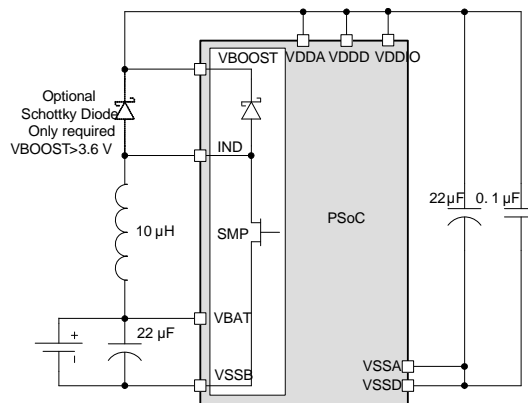 VBOOST
VDDA VDDD VDDIO
Optional
Schottky Diode
Only required
VBOOST>3.6 V
IND
22 µF 0. 1 µF
PSoC
10 µH
SMP
VBAT
+
22 µF
VSSA
VSSB
VSSD